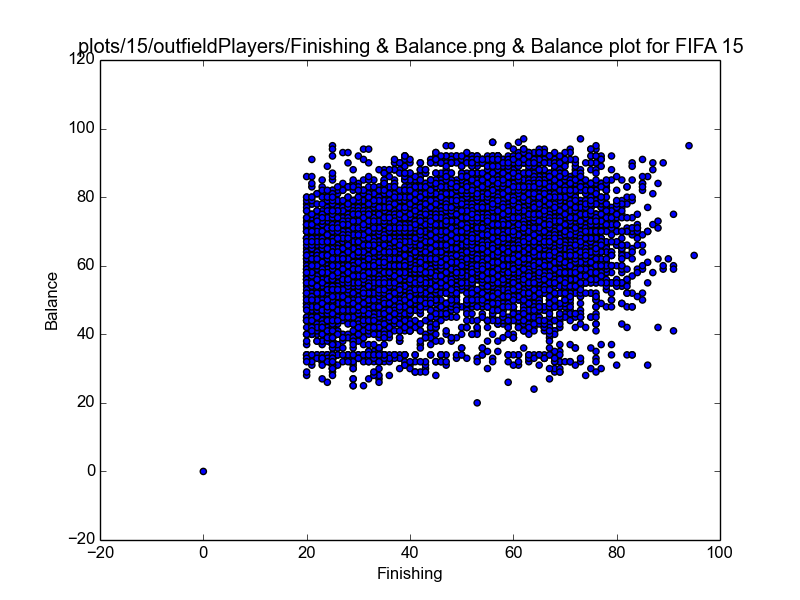 plots/15/outfieldPlayers/Finishing & Balance.png & Balance plot for FIFA 15
120
100
80
60
40
20
0
−20
Balance
−20 0 20 40 60 80 100
Finishing